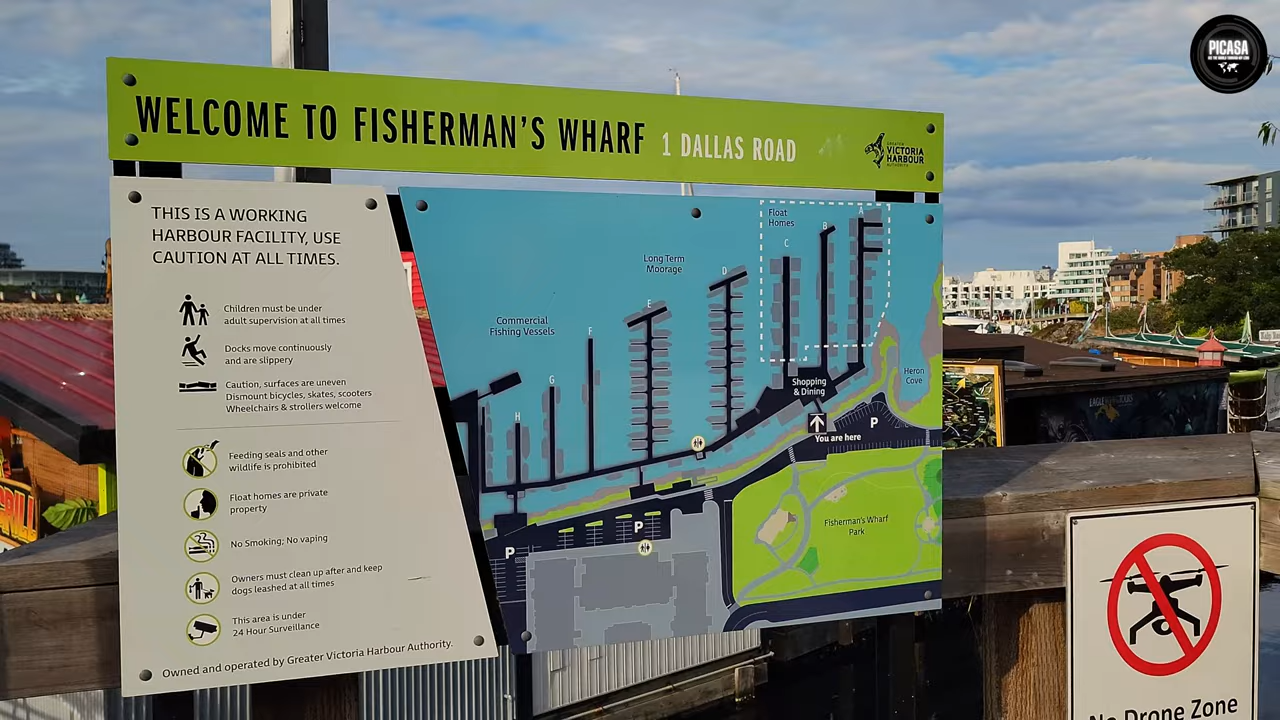 PICASA
WELCOME TO FISHERMAN'S WHARF 1 DALLAS ROAD
GREATER
VICTORIA
HARBOUR
AUTHORITY
THIS IS A WORKING
HARBOUR FACILITY, USE
CAUTION AT ALL TIMES.
Children must be under
adult supervision at all times
Docks move continuously
and are slippery
Caution, surfaces are uneven
Dismount bicycles, skates, scooters
Wheelchairs & strollers welcome
Feeding seals and other
wildlife is prohibited
Float homes are private
property
No Smoking; No vaping
Owners must clean up after and keep
dogs leashed at all times
This area is under
24 Hour Surveillance
Owned and operated by Greater Victoria Harbour Authority.
Float
Homes
A
B
C
Long Term
Moorage
D
E
Commercial
Fishing Vessels
F
G
H
Shopping
& Dining
Heron
Cove
You are here
P
P
P
Fisherman's Wharf
Park
No Drone Zone